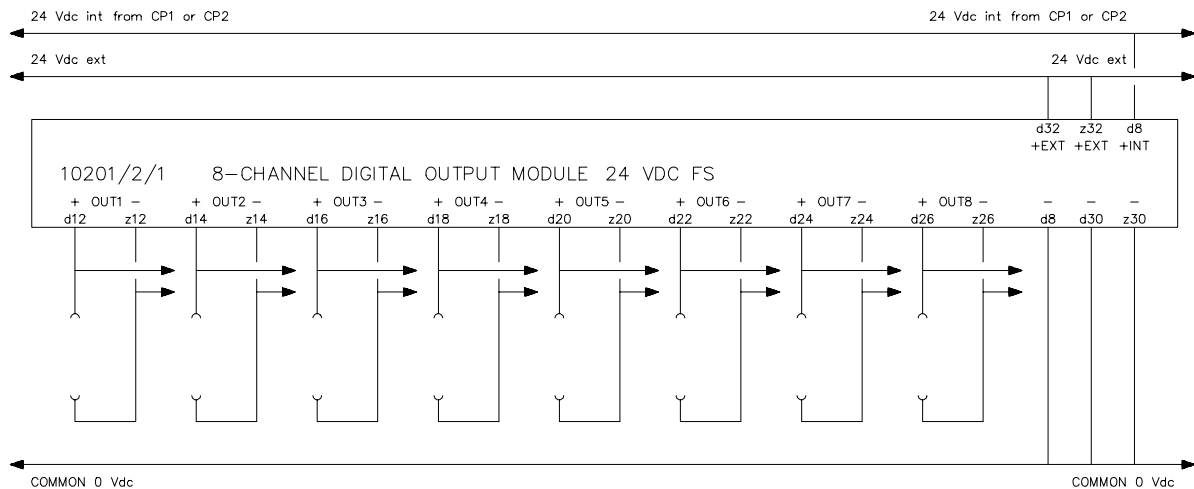 24 Vdc int from CP1 or CP2 24 Vdc int from CP1 or CP2
24 Vdc ext 24 Vdc ext
d32 z32 d8
+EXT +EXT +INT
10201/2/1 8-CHANNEL DIGITAL OUTPUT MODULE 24 VDC FS
+ OUT1 - + OUT2 - + OUT3 - + OUT4 - + OUT5 - + OUT6 - + OUT7 - + OUT8 - - - -
d12 z12 d14 z14 d16 z16 d18 z18 d20 z20 d22 z22 d24 z24 d26 z26 d8 d30 z30
COMMON 0 Vdc COMMON 0 Vdc